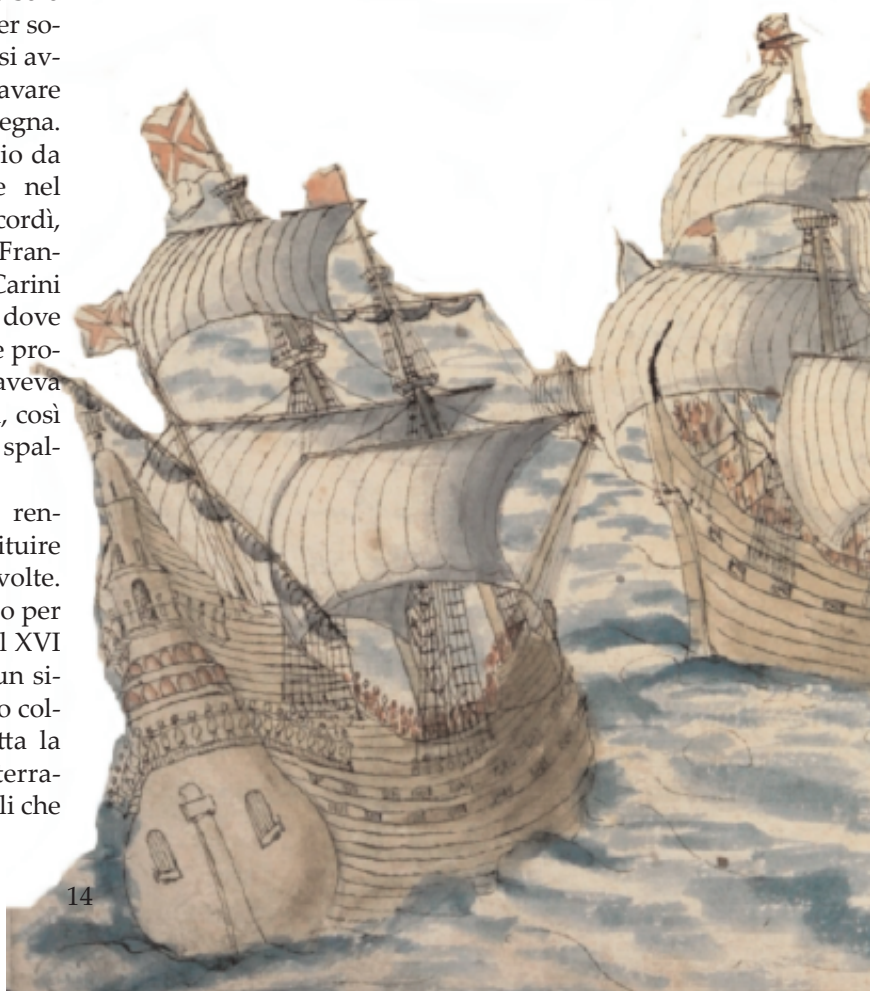 er so-
si av-
avare
egna.
io da
e nel
cordì,
Fran-
Carini
dove
e pro-
aveva
, così
spal-
ren-
ituire
volte.
o per
l XVI
un si-
o col-
tta la
terra-
li che
14